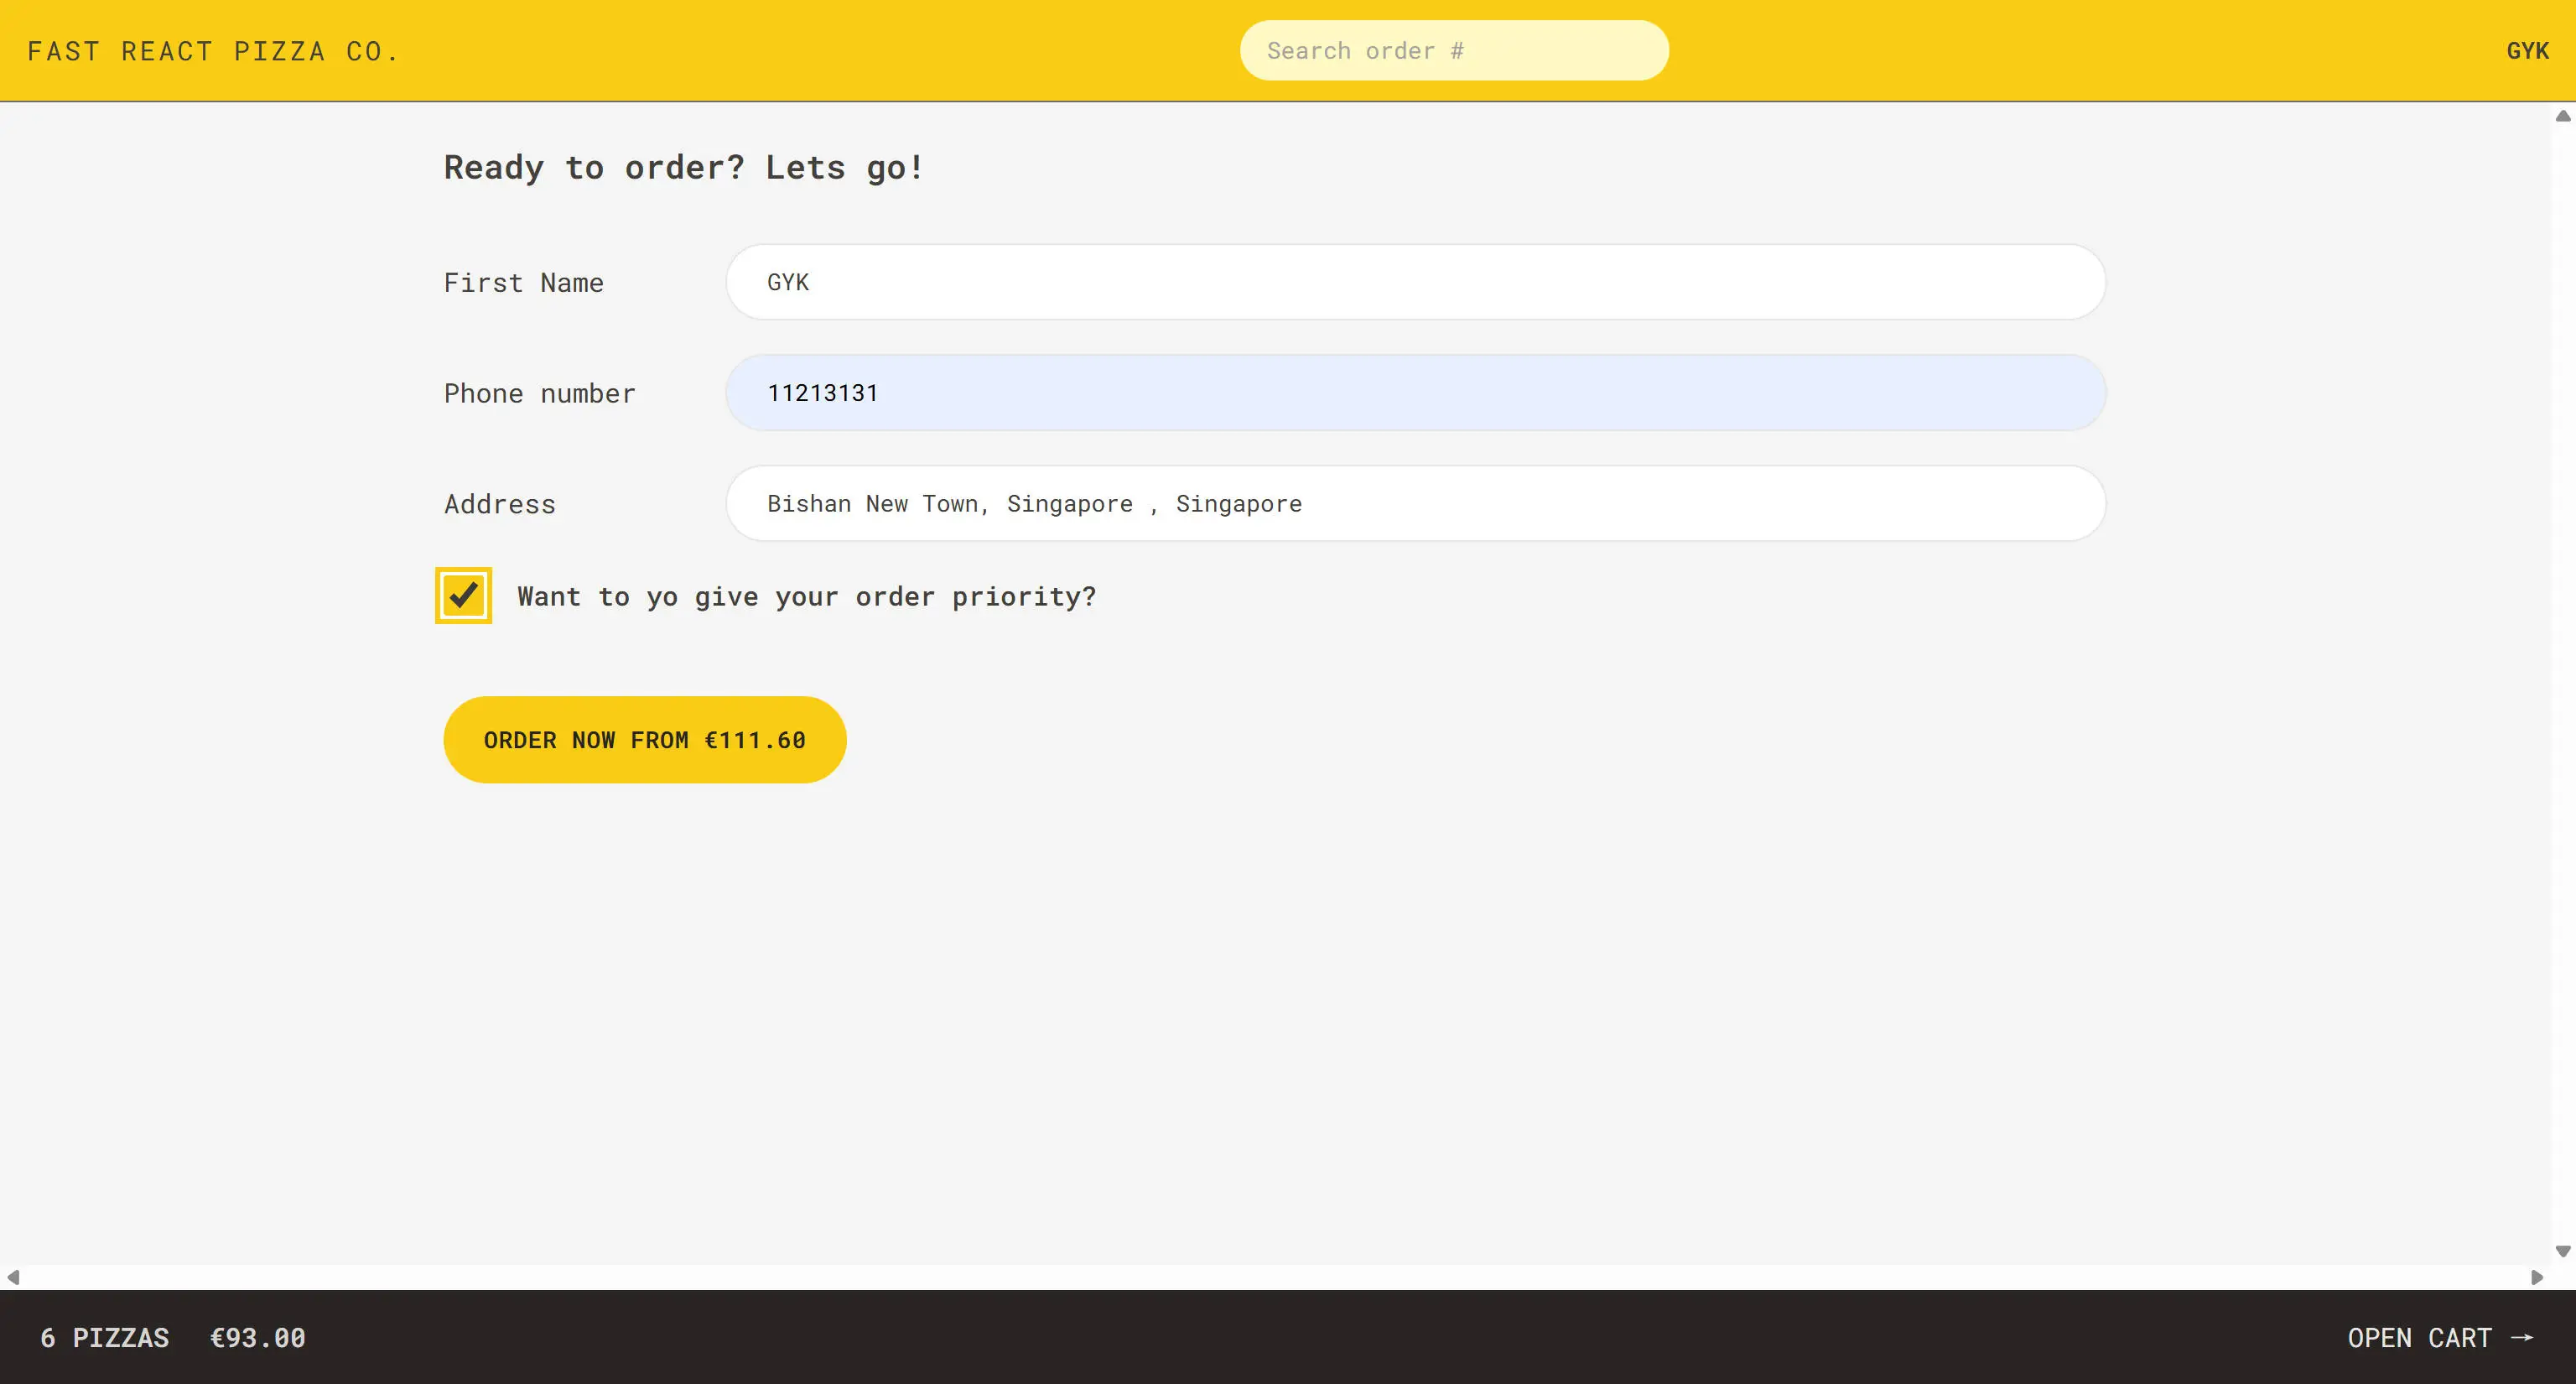 FAST REACT PIZZA CO.
Search order #
GYK
Ready to order? Lets go!
First Name
GYK
Phone number
11213131
Address
Bishan New Town, Singapore , Singapore
Want to yo give your order priority?
ORDER NOW FROM €111.60
6 PIZZAS €93.00
OPEN CART →